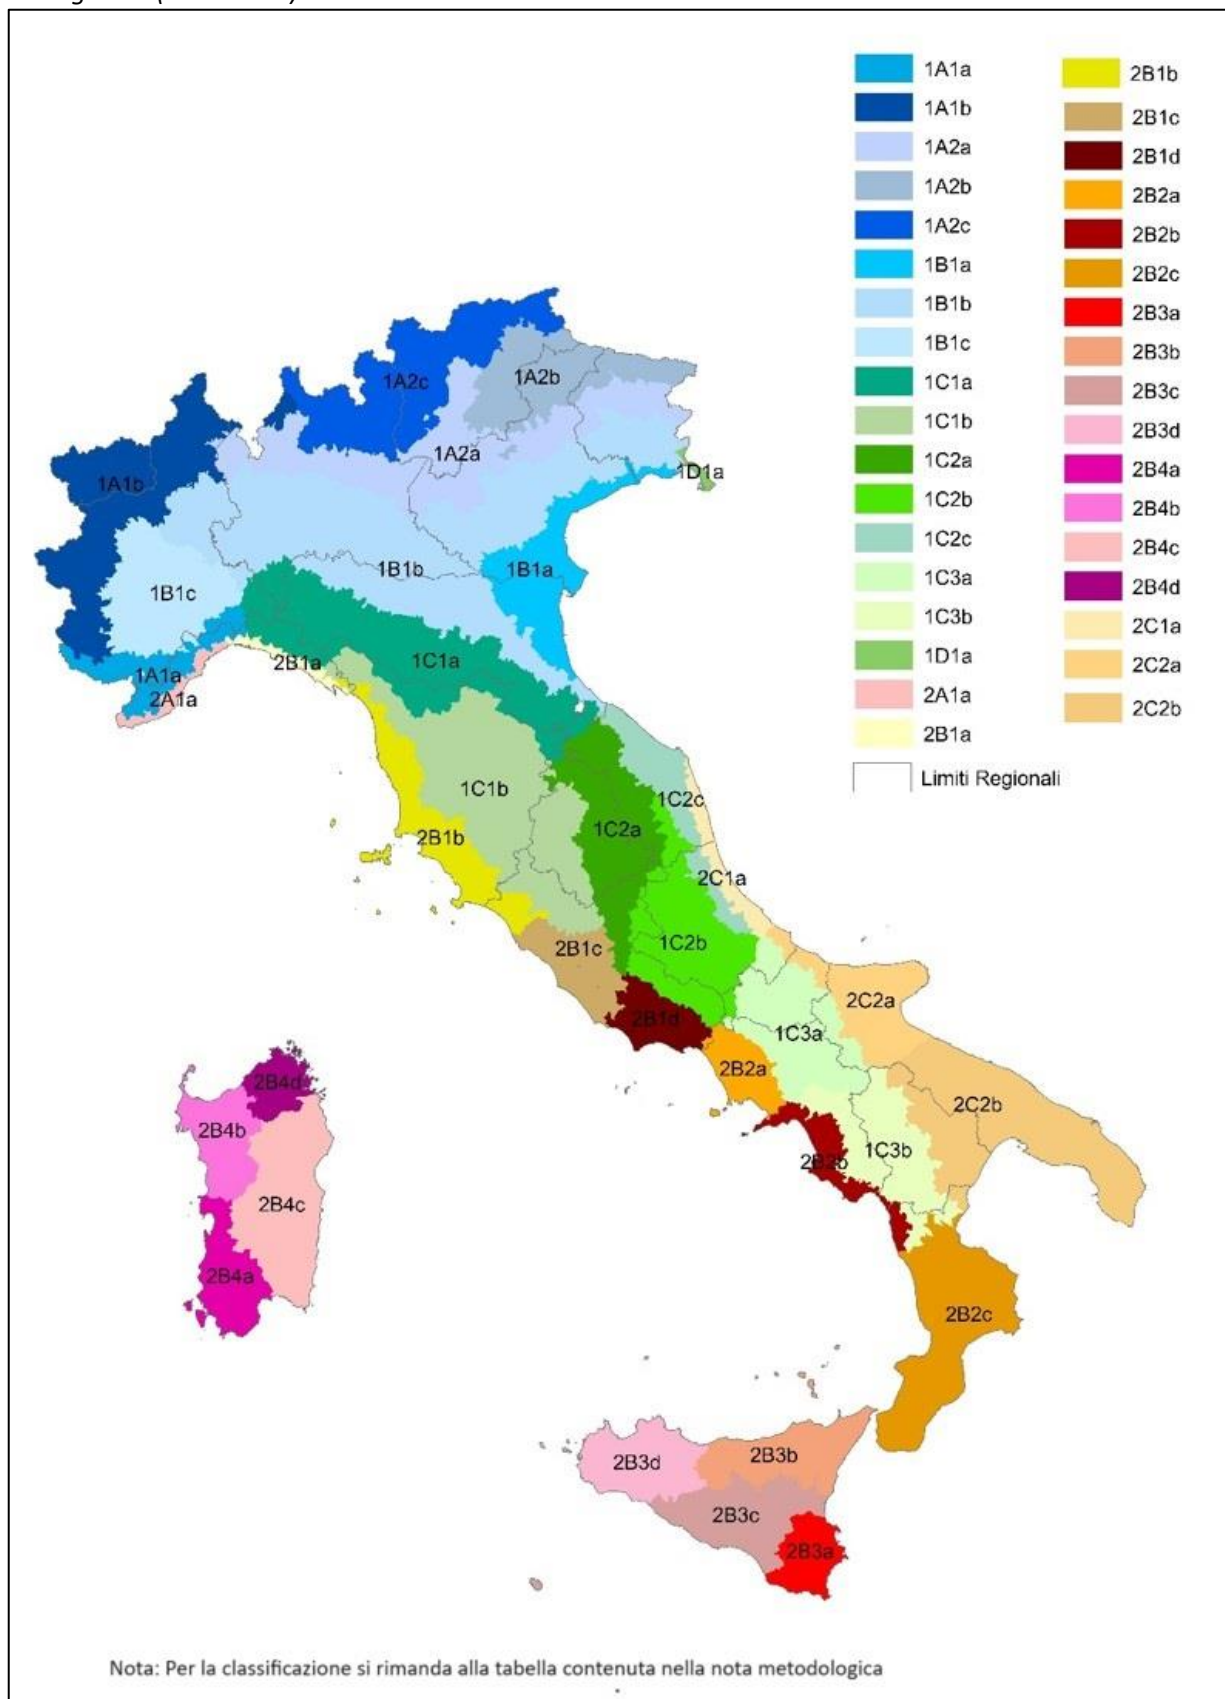 1A1a
1A1b
1A2a
1A2b
1A2c
1B1a
1B1b
1B1c
1C1a
1C1b
1C2a
1C2b
1C2c
1C3a
1C3b
1D1a
2A1a
2B1a
Limiti Regionali
2B1b
2B1c
2B1d
2B2a
2B2b
2B2c
2B3a
2B3b
2B3c
2B3d
2B4a
2B4b
2B4c
2B4d
2C1a
2C2a
2C2b
1A2c
1A2b
1A2a
1D1a
1A1b
1B1b
1B1a
1B1c
1C1a
2B1a
1A1a
2A1a
1C1b
1C2c
1C2a
2B1b
2C1a
1C2b
2B1c
2C2a
2B1d
1C3a
2B2a
2B4d
2C2b
2B4b
1C3b
2B2b
2B4c
2B4a
2B2c
2B3b
2B3d
2B3c
2B3a
Nota: Per la classificazione si rimanda alla tabella contenuta nella nota metodologica